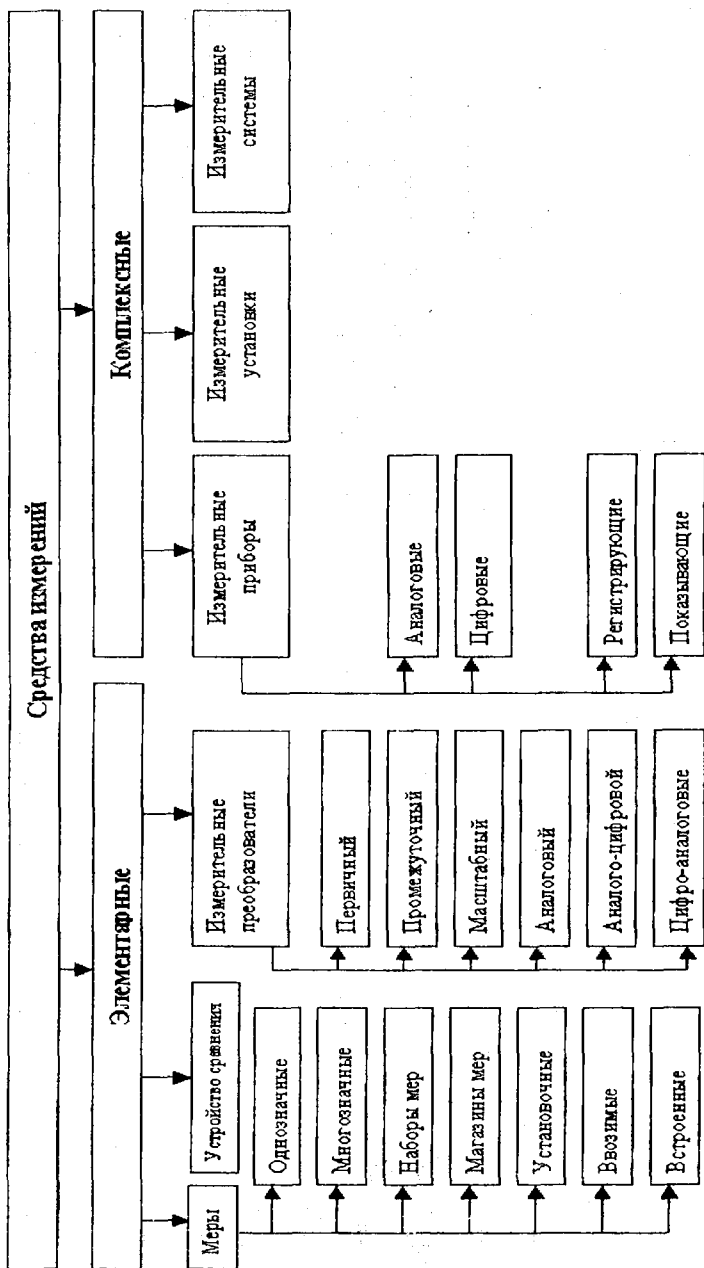 Средства измерений
Элементарные
Комплексные
Меры
Устройство сравнения
Измерительные
преобразователи
Измерительные
приборы
Измерительные
установки
Измерительные
системы
Однозначные
Многозначные
Наборы мер
Магазины мер
Установочные
Ввозимые
Встроенные
Первичный
Промежуточный
Масштабный
Аналоговый
Аналого-цифровой
Цифро-аналоговые
Аналоговые
Цифровые
Регистрирующие
Показывающие